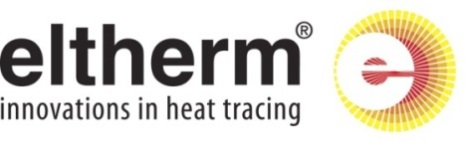 eltherm®
innovations in heat tracing
e